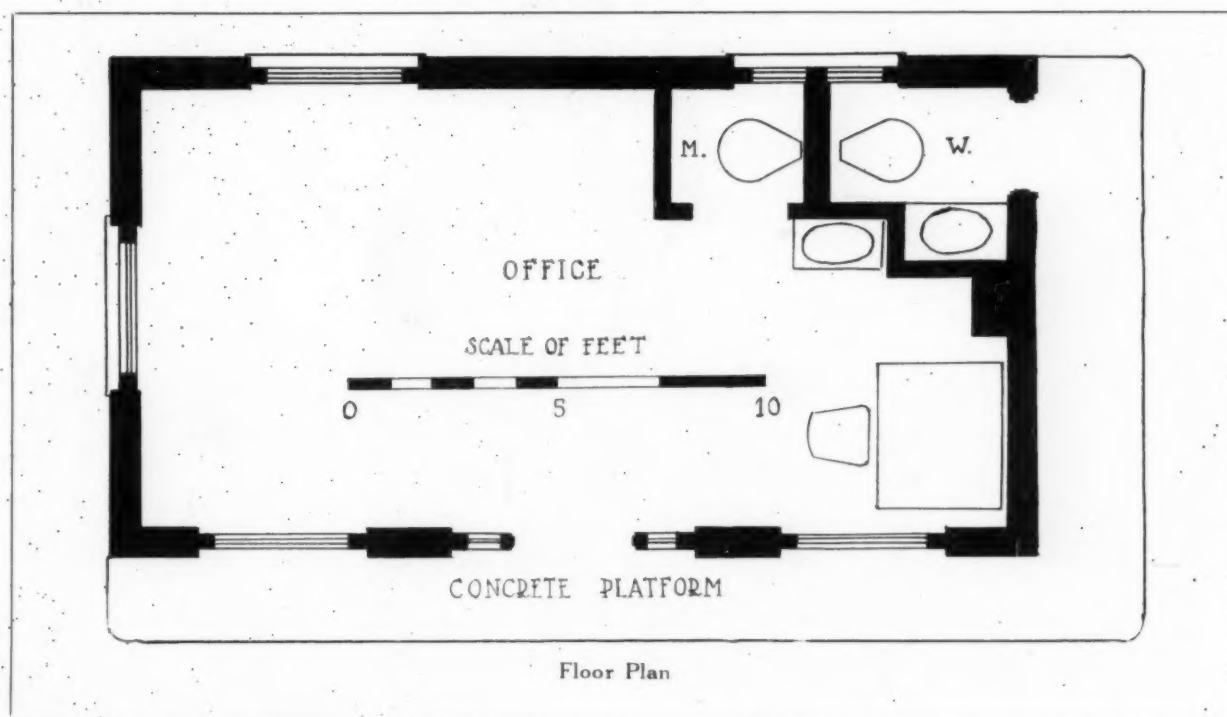 M.
W.
OFFICE
SCALE OF FEET
0 5 10
CONCRETE PLATFORM
Floor Plan